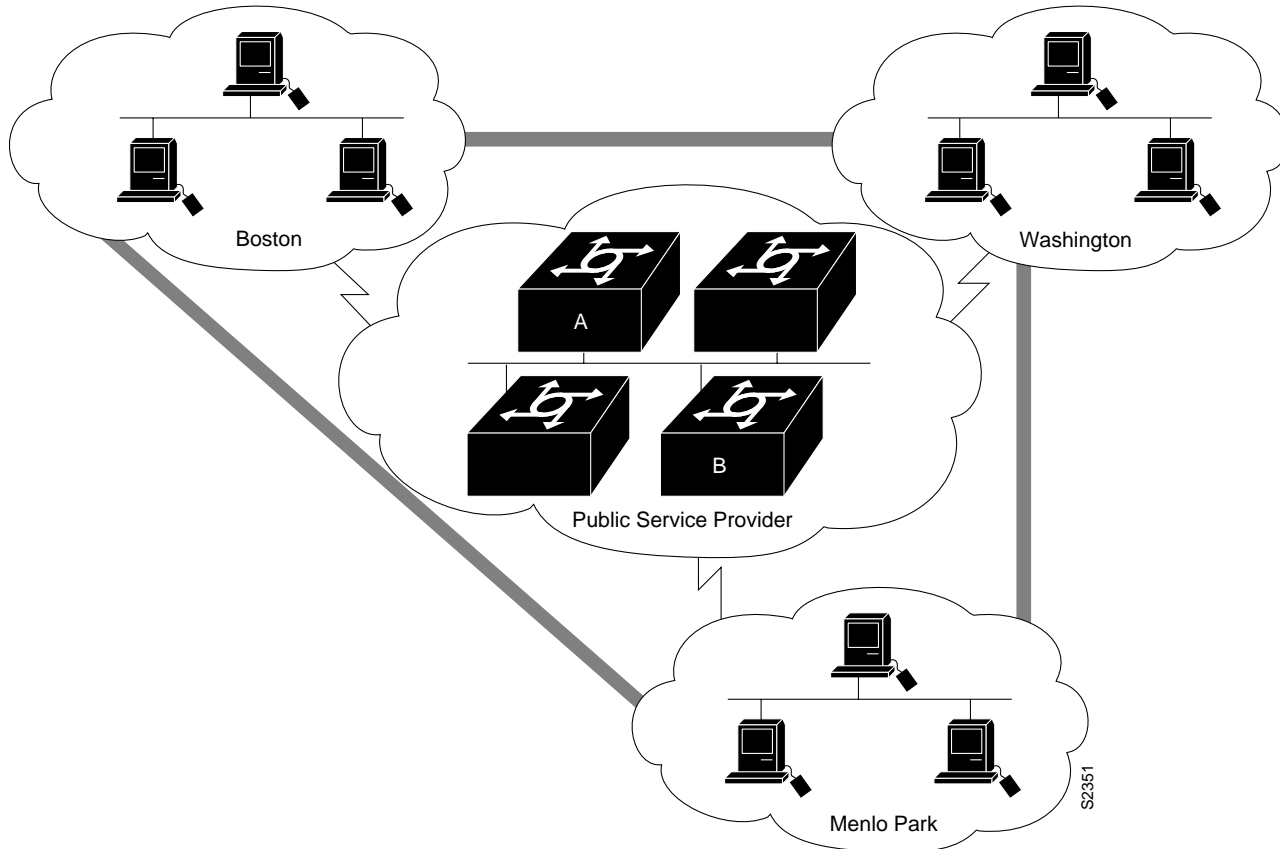 Boston
Washington
A
B
Public Service Provider
S2351
Menlo Park